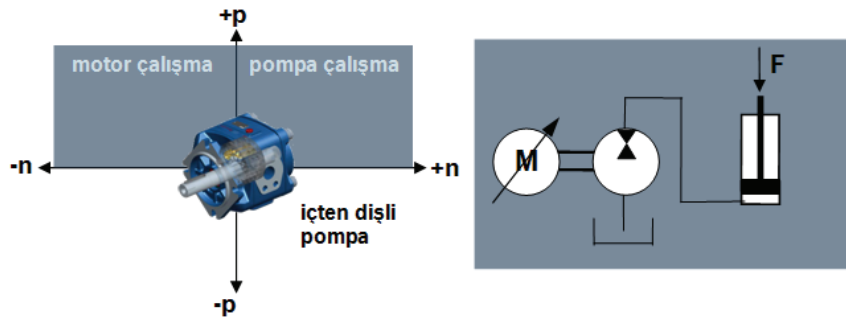 +p
motor çalışma
pompa çalışma
-n
+n
içten dişli
pompa
-p
F
M